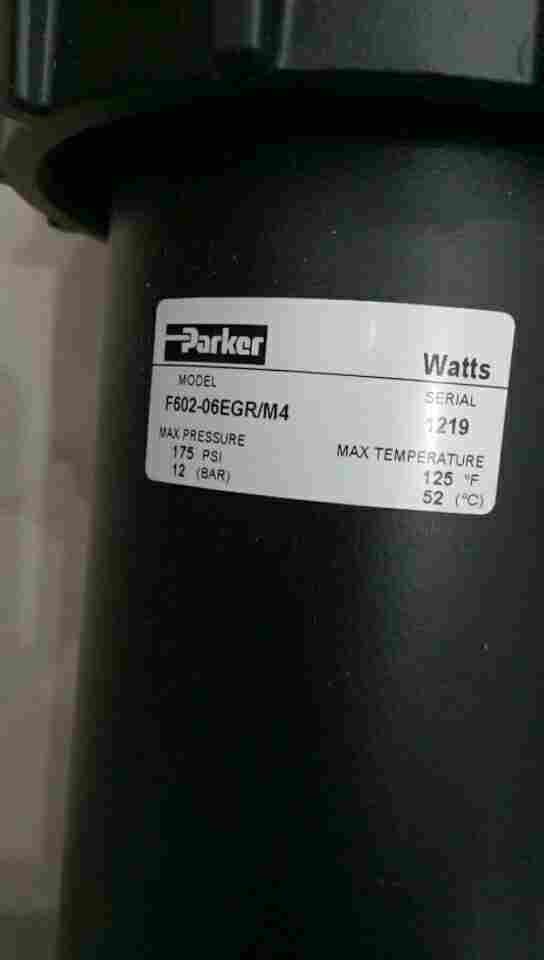 Parker
Watts
MODEL
SERIAL
F602-06EGR/M4
1219
MAX PRESSURE
MAX TEMPERATURE
175 PSI
125 °F
12 (BAR)
52 (°C)